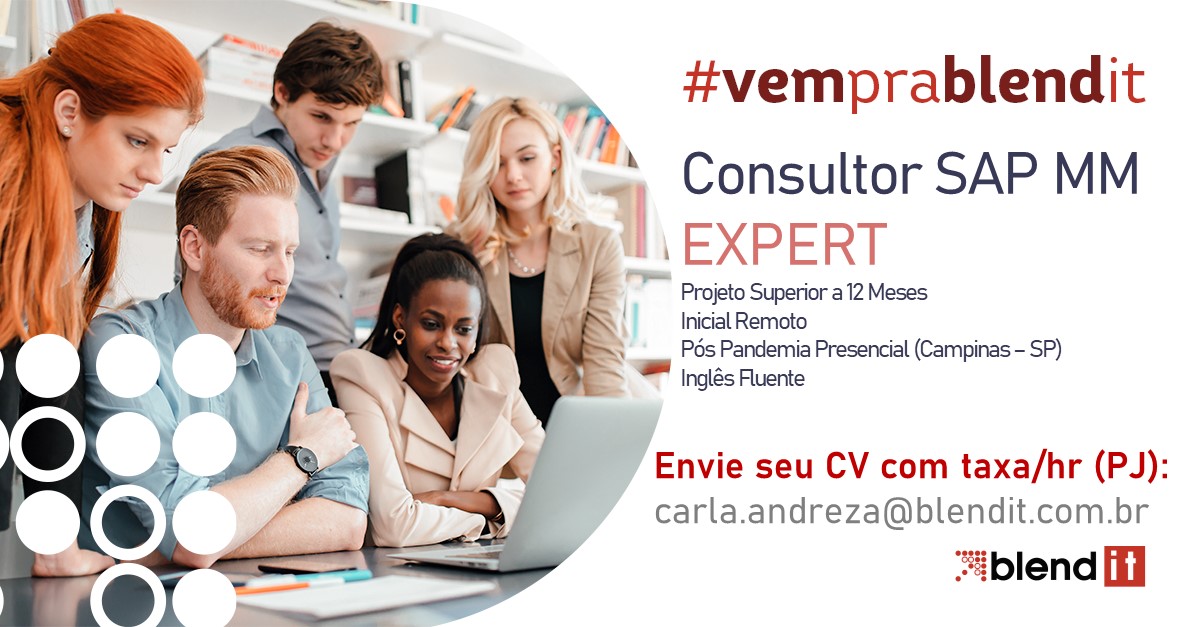 #vemprablendit
Consultor SAP MM
EXPERT
Projeto Superior a 12 Meses
Inicial Remoto
Pós Pandemia Presencial (Campinas – SP)
Inglês Fluente
Envie seu CV com taxa/hr (PJ):
carla.andreza@blendit.com.br
blend it